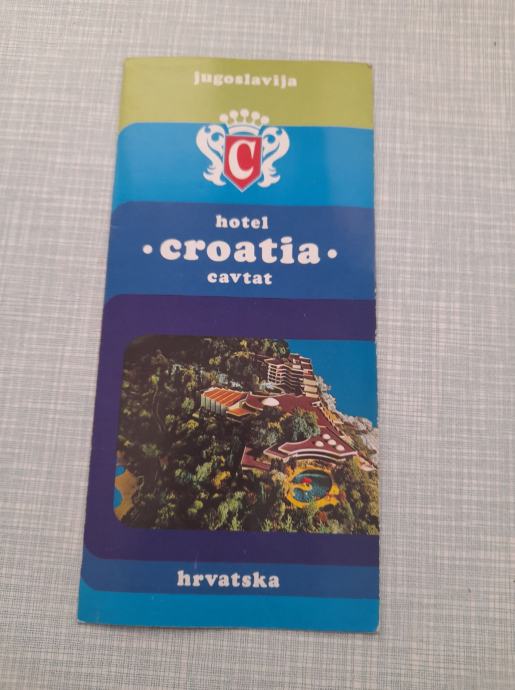 jugoslavija
C
hotel
• croatia •
cavtat
hrvatska